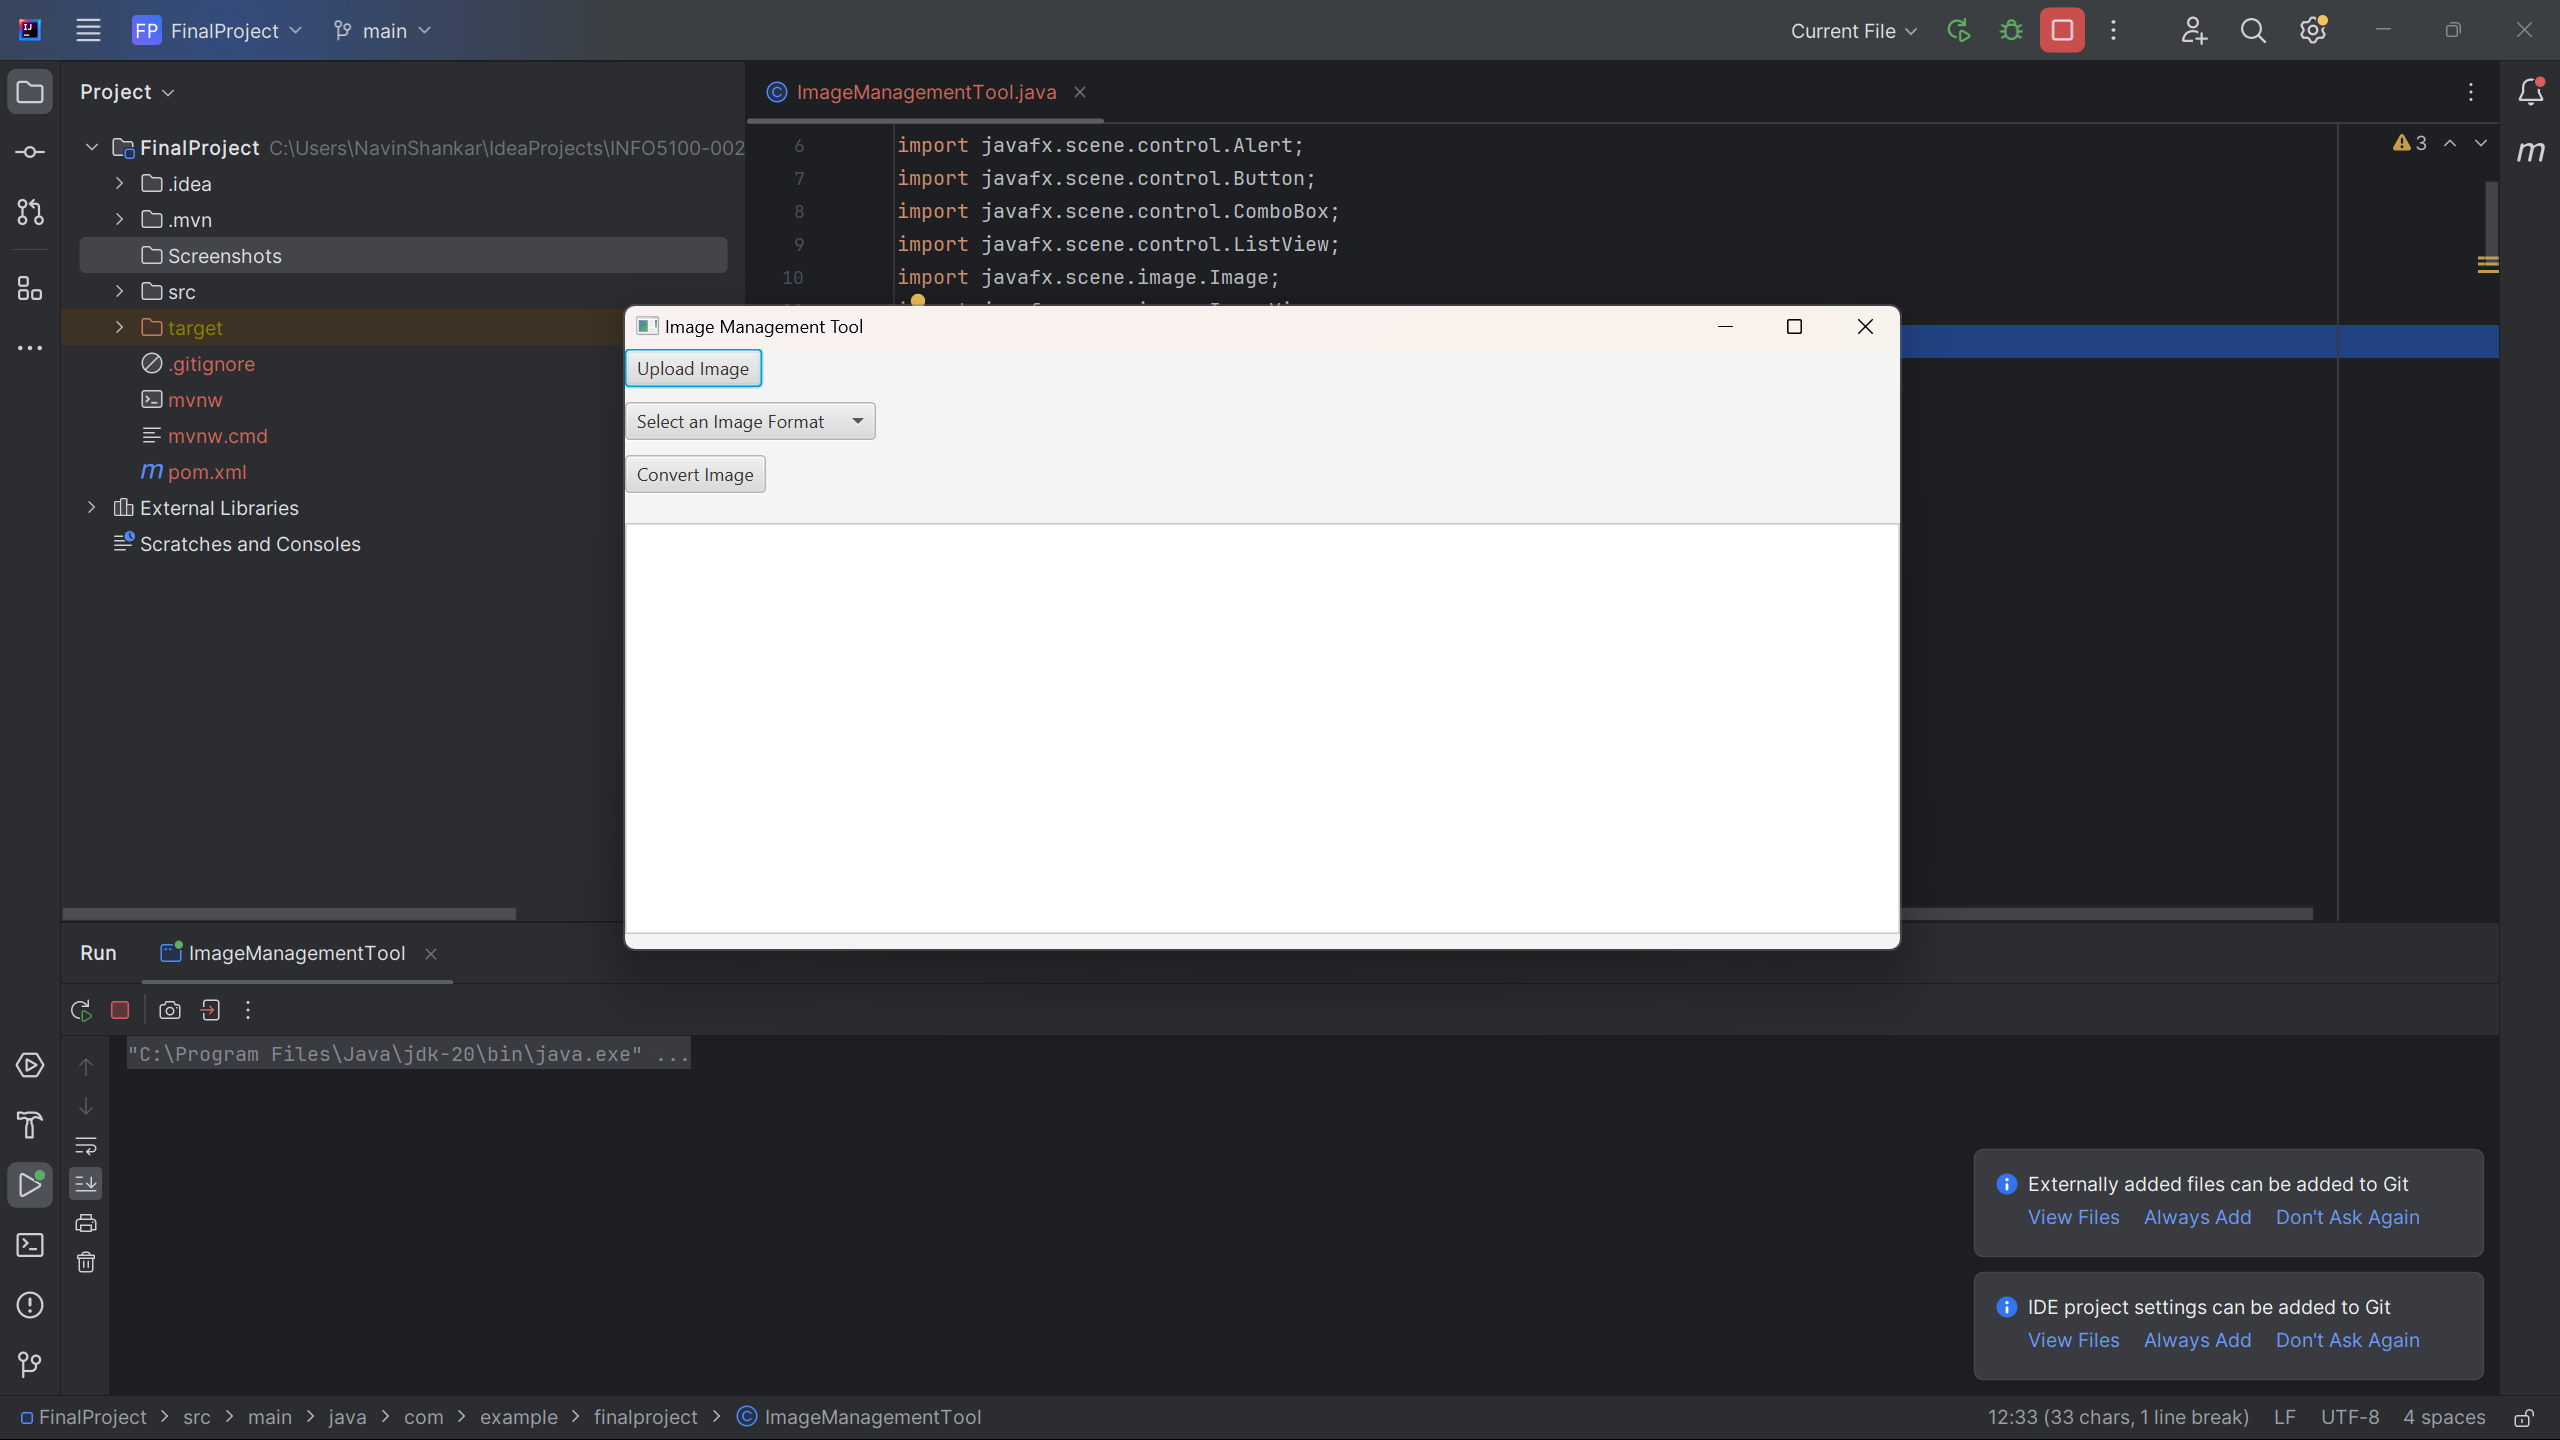 FP FinalProject main Current File
Project
ImageManagementTool.java
FinalProject C:\Users\NavinShankar\IdeaProjects\INFO5100-002
.idea
.mvn
Screenshots
src
target
.gitignore
mvnw
mvnw.cmd
m pom.xml
External Libraries
Scratches and Consoles
6 import javafx.scene.control.Alert;
7 import javafx.scene.control.Button;
8 import javafx.scene.control.ComboBox;
9 import javafx.scene.control.ListView;
10 import javafx.scene.image.Image;
3
m
Image Management Tool
Upload Image
Select an Image Format
Convert Image
Run ImageManagementTool
"C:\Program Files\Java\jdk-20\bin\java.exe" ...
Externally added files can be added to Git
View Files Always Add Don't Ask Again
IDE project settings can be added to Git
View Files Always Add Don't Ask Again
FinalProject > src > main > java > com > example > finalproject > ImageManagementTool
12:33 (33 chars, 1 line break) LF UTF-8 4 spaces